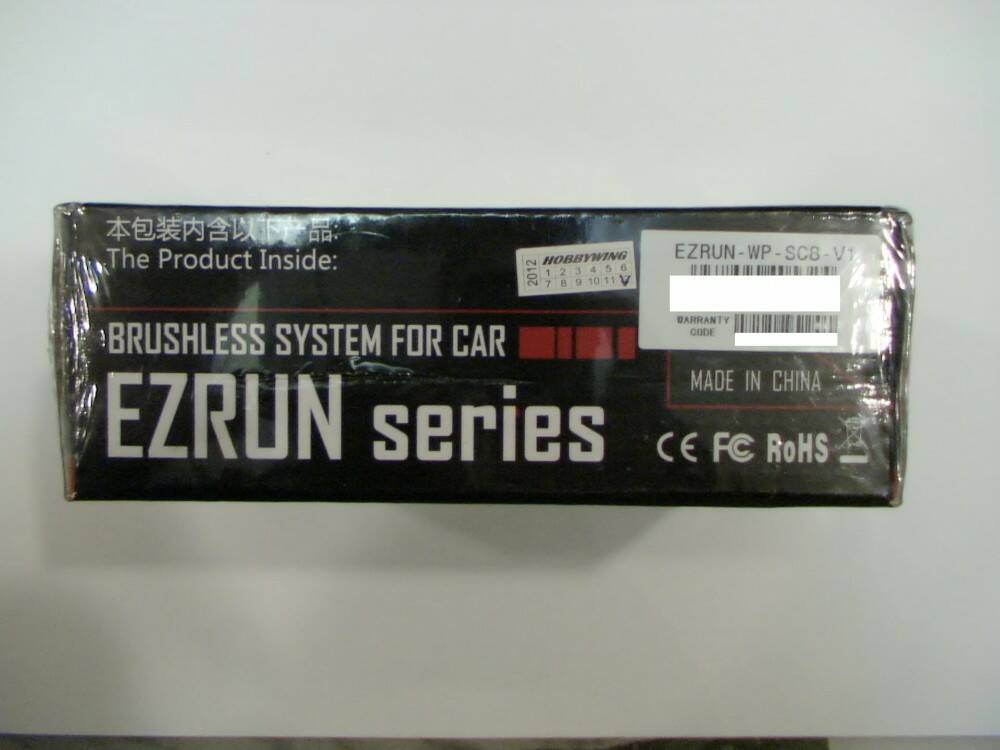 本包装内含以下产品:
The Product Inside:
2012
HOBBYWING
1 2 3 4 5 6
7 8 9 10 11
EZRUN-WP-SC8-V1
WARRANTY
CODE
BRUSHLESS SYSTEM FOR CAR
MADE IN CHINA
EZRUN series
CE FC RoHS